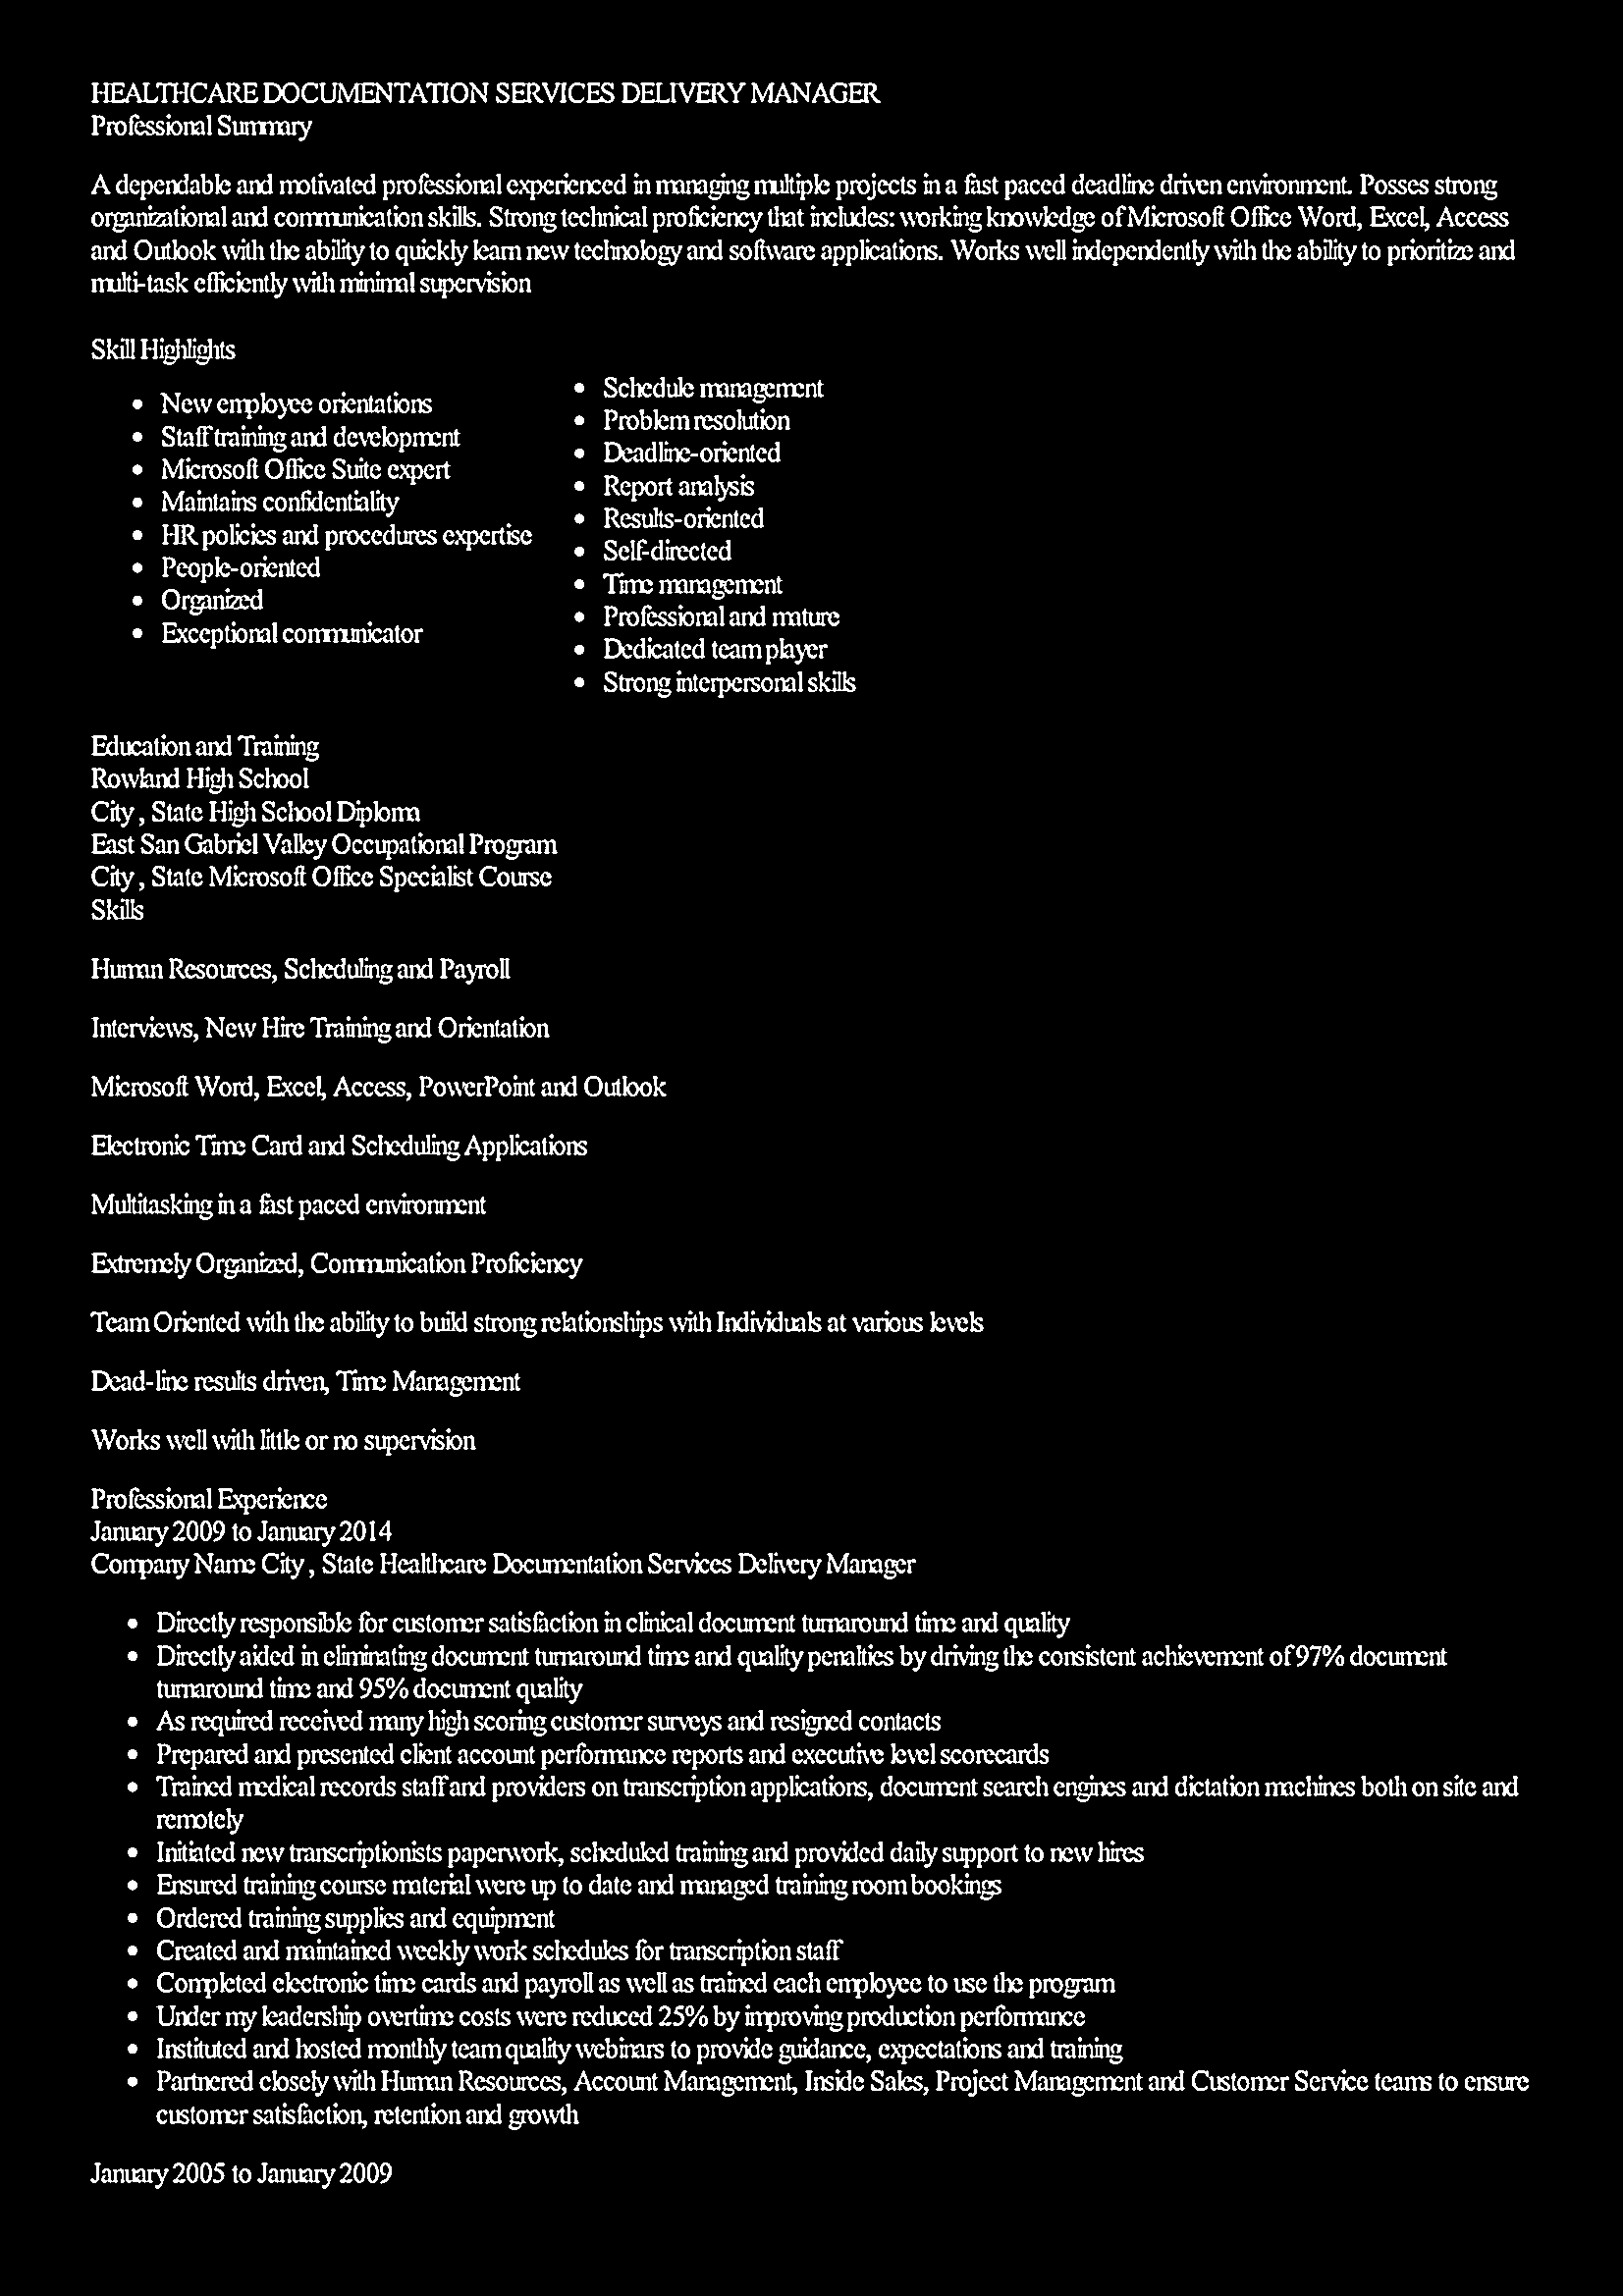 HEALTHCARE DOCUMENTATION SERVICES DELIVERY MANAGER
Professional Summary
A dependable and motivated professional experienced in managing multiple projects in a fast paced deadline driven environment. Posses strong
organizational and communication skills. Strong technical proficiency that includes: working knowledge of Microsoft Office Word, Excel, Access
and Outlook with the ability to quickly learn new technology and software applications. Works well independently with the ability to prioritize and
multi-task efficiently with minimal supervision
Skill Highlights
• New employee orientations
• Staff training and development
• Microsoft Office Suite expert
• Maintains confidentiality
• HR policies and procedures expertise
• People-oriented
• Organized
• Exceptional communicator
• Schedule management
• Problem resolution
• Deadline-oriented
• Report analysis
• Results-oriented
• Self-directed
• Time management
• Professional and mature
• Dedicated team player
• Strong interpersonal skills
Education and Training
Rowland High School
City , State High School Diploma
East San Gabriel Valley Occupational Program
City , State Microsoft Office Specialist Course
Skills
Human Resources, Scheduling and Payroll
Interviews, New Hire Training and Orientation
Microsoft Word, Excel, Access, PowerPoint and Outlook
Electronic Time Card and Scheduling Applications
Multitasking in a fast paced environment
Extremely Organized, Communication Proficiency
Team Oriented with the ability to build strong relationships with Individuals at various levels
Dead-line results driven, Time Management
Works well with little or no supervision
Professional Experience
January 2009 to January 2014
Company Name City , State Healthcare Documentation Services Delivery Manager
• Directly responsible for customer satisfaction in clinical document turnaround time and quality
• Directly aided in eliminating document turnaround time and quality penalties by driving the consistent achievement of 97% document
turnaround time and 95% document quality
• As required received many high scoring customer surveys and resigned contacts
• Prepared and presented client account performance reports and executive level scorecards
• Trained medical records staff and providers on transcription applications, document search engines and dictation machines both on site and
remotely
• Initiated new transcriptionists paperwork, scheduled training and provided daily support to new hires
• Ensured training course material were up to date and managed training room bookings
• Ordered training supplies and equipment
• Created and maintained weekly work schedules for transcription staff
• Completed electronic time cards and payroll as well as trained each employee to use the program
• Under my leadership overtime costs were reduced 25% by improving production performance
• Instituted and hosted monthly team quality webinars to provide guidance, expectations and training
• Partnered closely with Human Resources, Account Management, Inside Sales, Project Management and Customer Service teams to ensure
customer satisfaction, retention and growth
January 2005 to January 2009